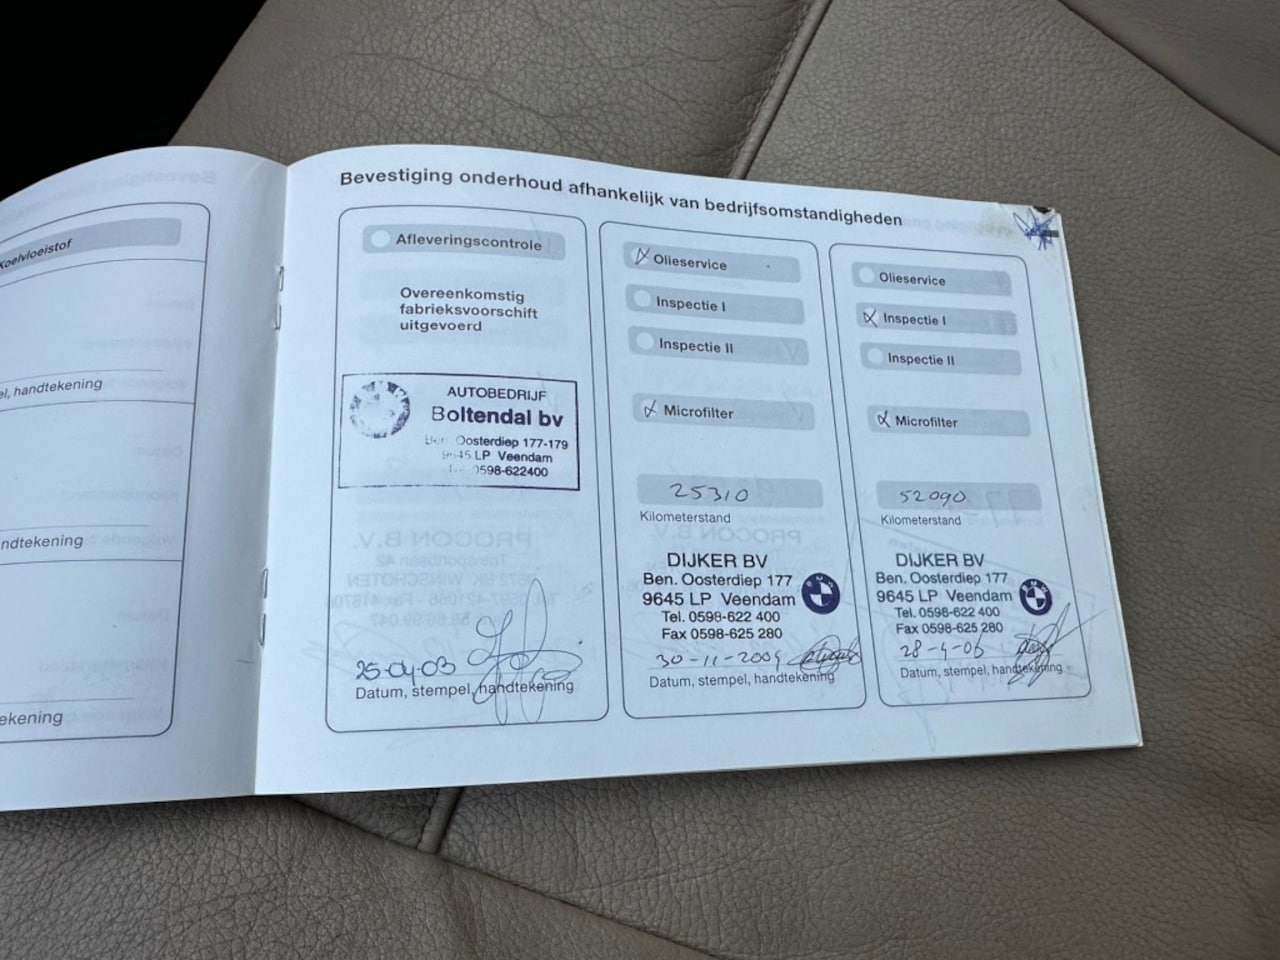 Koelvloeistof
el, handtekening
ndtekening
ekening
Bevestiging onderhoud afhankelijk van bedrijfsomstandigheden
Afleveringscontrole
Overeenkomstig
fabrieksvoorschift
uitgevoerd
AUTOBEDRIJF
Boltendal bv
Ben Oosterdiep 177-179
9645 LP Veendam
0598-622400
25-04-03
Datum, stempel, handtekening
Olieservice
Inspectie I
Inspectie II
Microfilter
25310
Kilometerstand
DIJKER BV
Ben. Oosterdiep 177
9645 LP Veendam
Tel. 0598-622 400
Fax 0598-625 280
BMW
30-11-2004
Datum, stempel, handtekening
Olieservice
Inspectie I
Inspectie II
Microfilter
52090
Kilometerstand
DIJKER BV
Ben. Oosterdiep 177
9645 LP Veendam
Tel. 0598-622 400
Fax 0598-625 280
BMW
28-4-06
Datum, stempel, handtekening